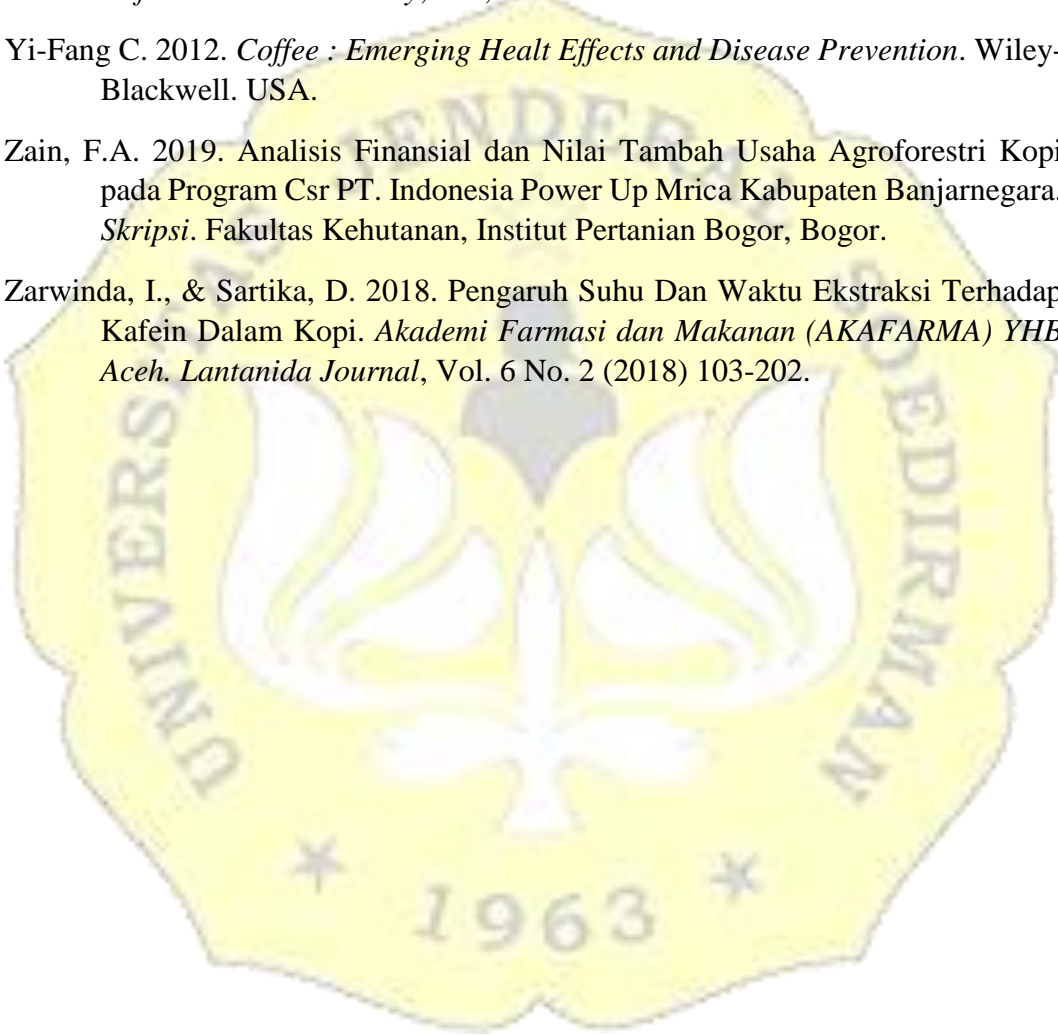 Yi-Fang C. 2012. Coffee : Emerging Healt Effects and Disease Prevention. Wiley-
Blackwell. USA.
Zain, F.A. 2019. Analisis Finansial dan Nilai Tambah Usaha Agroforestri Kopi
pada Program Csr PT. Indonesia Power Up Mrica Kabupaten Banjarnegara.
Skripsi. Fakultas Kehutanan, Institut Pertanian Bogor, Bogor.
Zarwinda, I., & Sartika, D. 2018. Pengaruh Suhu Dan Waktu Ekstraksi Terhadap
Kafein Dalam Kopi. Akademi Farmasi dan Makanan (AKAFARMA) YHB
Aceh. Lantanida Journal, Vol. 6 No. 2 (2018) 103-202.
UNIVERSITAS JENDERAL SOEDIRMAN
1963